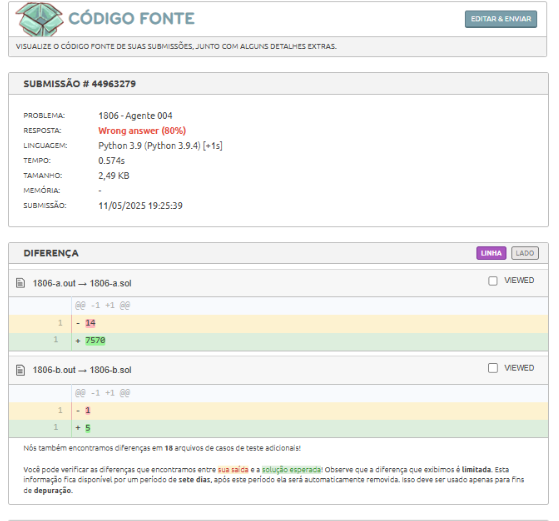 CÓDIGO FONTE
EDITAR & ENVIAR
VISUALIZE O CÓDIGO FONTE DE SUAS SUBMISSÕES, JUNTO COM ALGUNS DETALHES EXTRAS.
SUBMISSÃO # 44963279
PROBLEMA: 1806 - Agente 004
RESPOSTA: Wrong answer (80%)
LINGUAGEM: Python 3.9 (Python 3.9.4) [+1s]
TEMPO: 0.574s
TAMANHO: 2,49 KB
MEMÓRIA: -
SUBMISSÃO: 11/05/2025 19:25:39
DIFERENÇA LINHA LADO
1806-a.out → 1806-a.sol VIEWED
@@ -1 +1 @@
1 - 14
1 + 7570
1806-b.out → 1806-b.sol VIEWED
@@ -1 +1 @@
1 - 1
1 + 5
Nós também encontramos diferenças em 18 arquivos de casos de teste adicionais!
Você pode verificar as diferenças que encontramos entre sua saída e a solução esperada! Observe que a diferença que exibimos é limitada. Esta
informação fica disponível por um período de sete dias, após este período ela será automaticamente removida. Isso deve ser usado apenas para fins
de depuração.